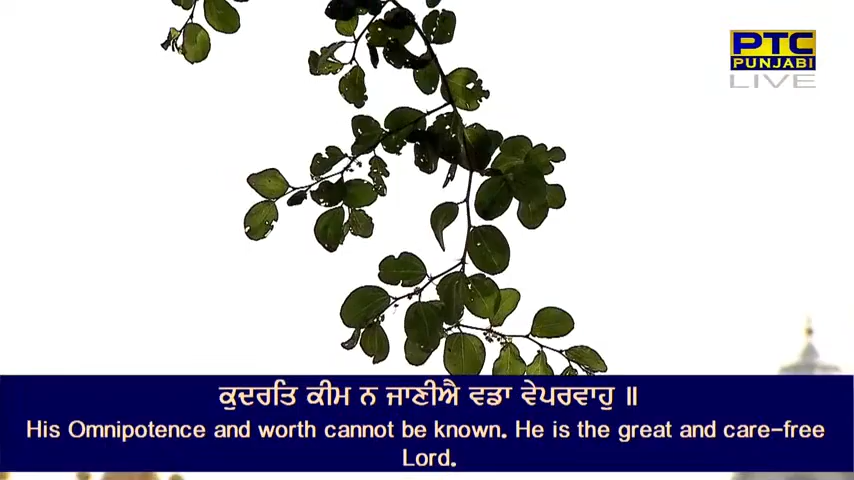 PTC
PUNJABI
LIVE
ਕੁਦਰਤਿ ਕੀਮ ਨ ਜਾਣੀਐ ਵਡਾ ਵੇਪਰਵਾਹੁ ॥
His Omnipotence and worth cannot be known. He is the great and care-free
Lord.